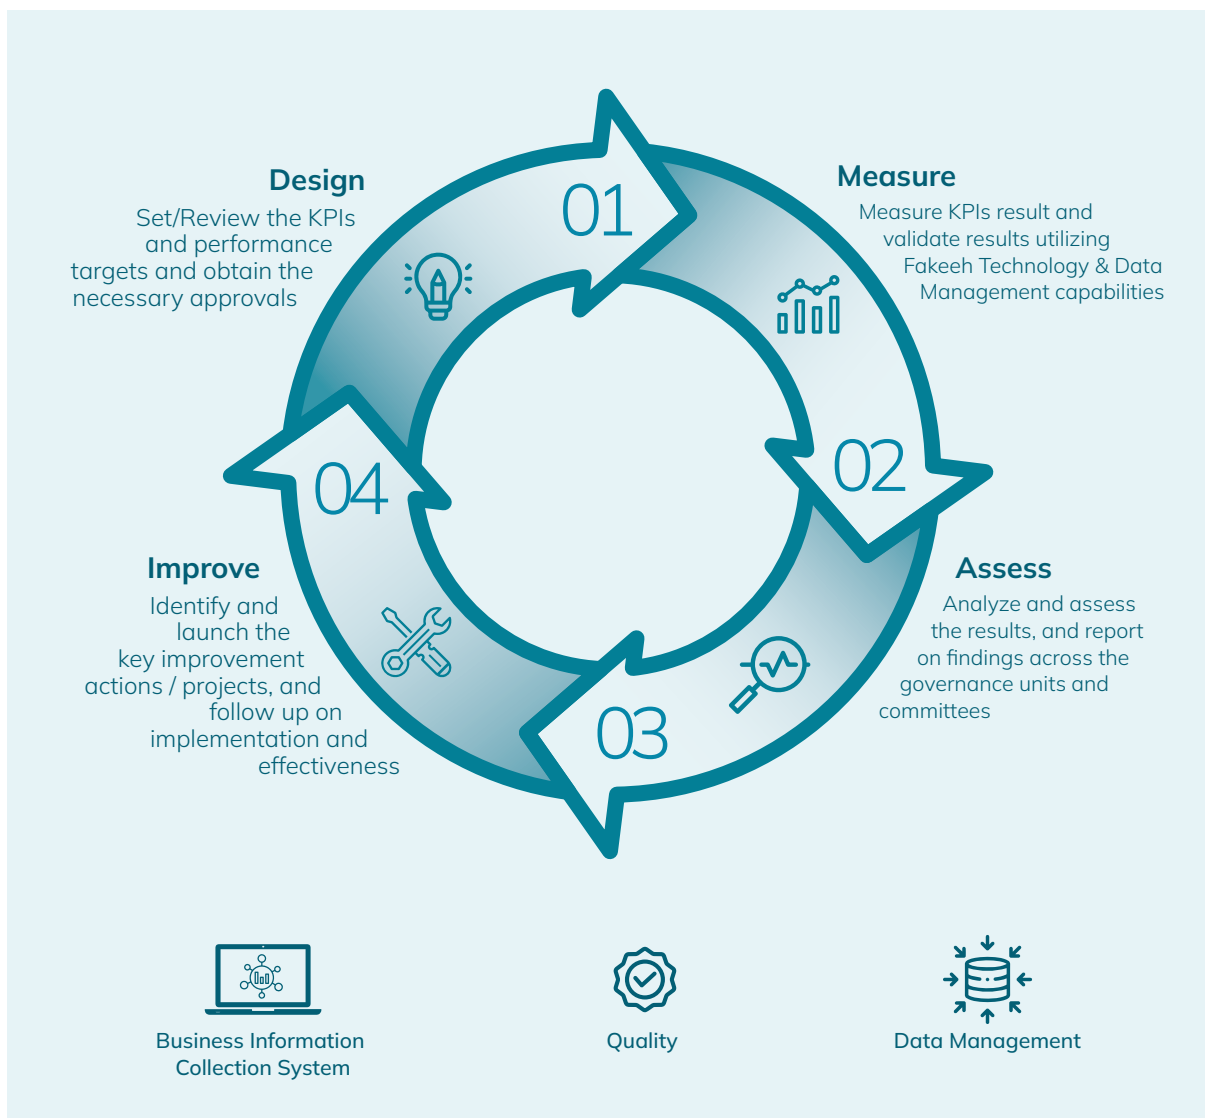 Design
Set/Review the KPIs
and performance
targets and obtain the
necessary approvals
01
Measure
Measure KPIs result and
validate results utilizing
Fakeeh Technology & Data
Management capabilities
02
Assess
Analyze and assess
the results, and report
on findings across the
governance units and
committees
03
Improve
Identify and
launch the
key improvement
actions / projects, and
follow up on
implementation and
effectiveness
04
Business Information
Collection System
Quality
Data Management